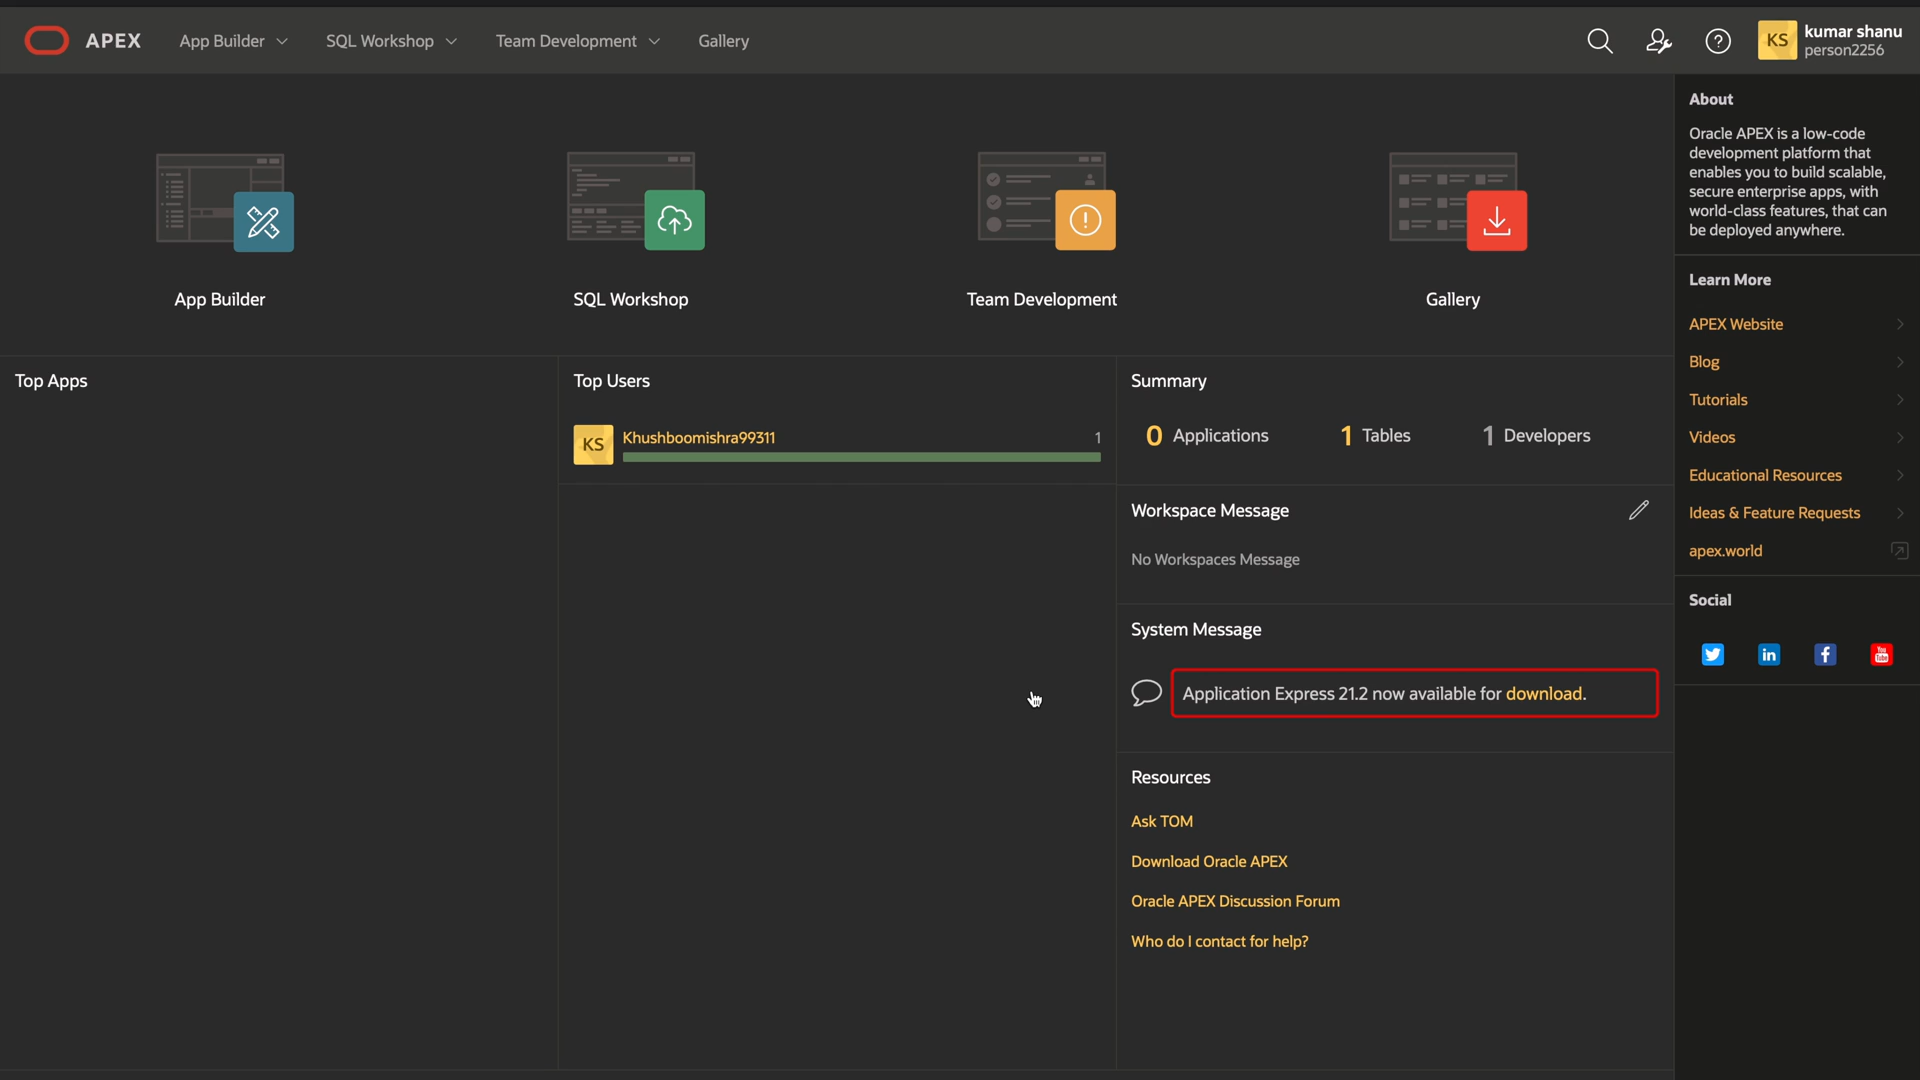 APEX
App Builder
SQL Workshop
Team Development
Gallery
KS
kumar shanu
person2256
App Builder
SQL Workshop
Team Development
Gallery
Top Apps
Top Users
KS
Khushboomishra99311
1
Summary
0 Applications
1 Tables
1 Developers
Workspace Message
No Workspaces Message
System Message
Application Express 21.2 now available for download.
Resources
Ask TOM
Download Oracle APEX
Oracle APEX Discussion Forum
Who do I contact for help?
About
Oracle APEX is a low-code
development platform that
enables you to build scalable,
secure enterprise apps, with
world-class features, that can
be deployed anywhere.
Learn More
APEX Website
Blog
Tutorials
Videos
Educational Resources
Ideas & Feature Requests
apex.world
Social
in
f
You
Tube